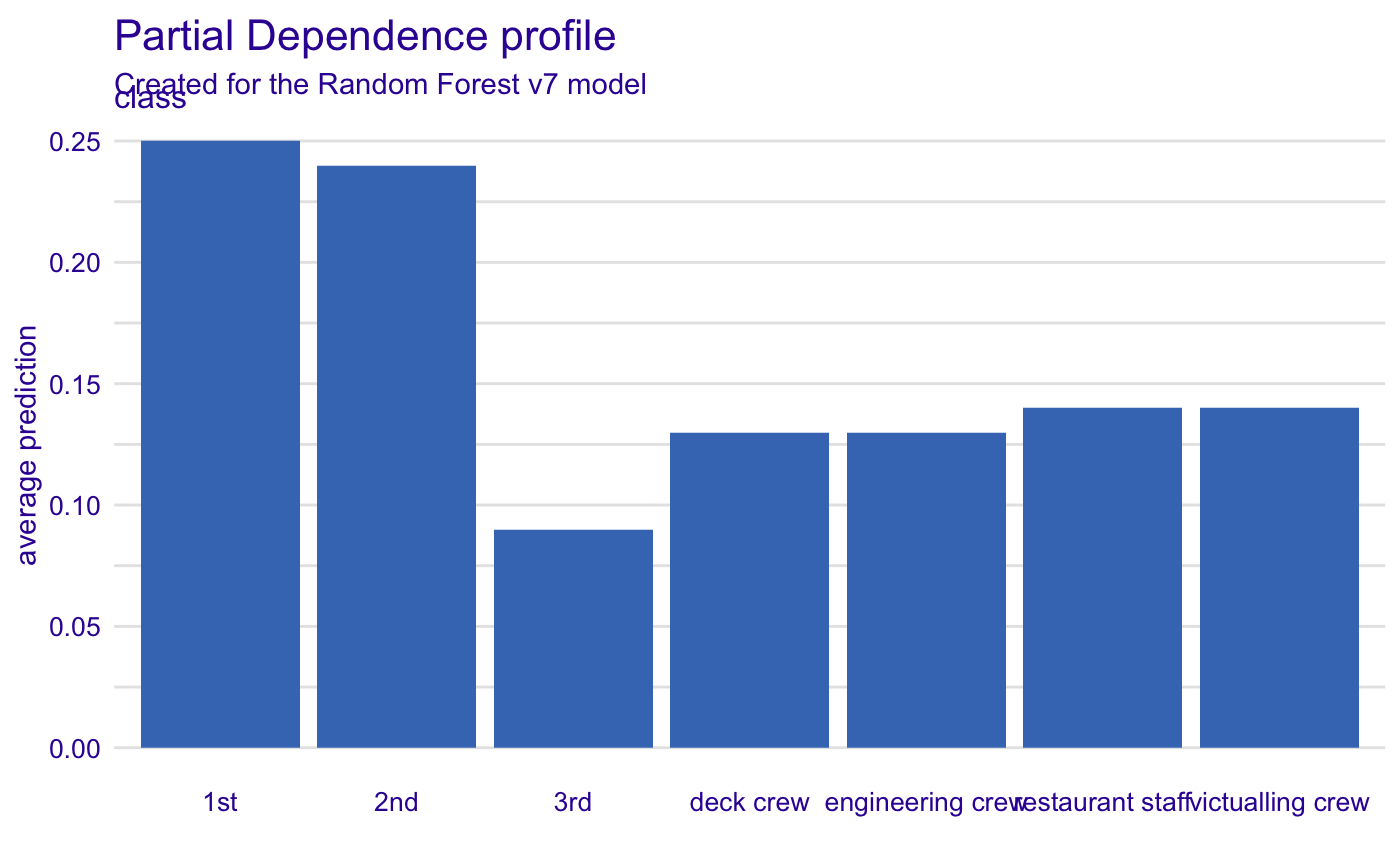 Partial Dependence profile
Created for the Random Forest v7 model
class
average prediction
0.25
0.20
0.15
0.10
0.05
0.00
1st 2nd 3rd deck crew engineering crew restaurant staff victualling crew